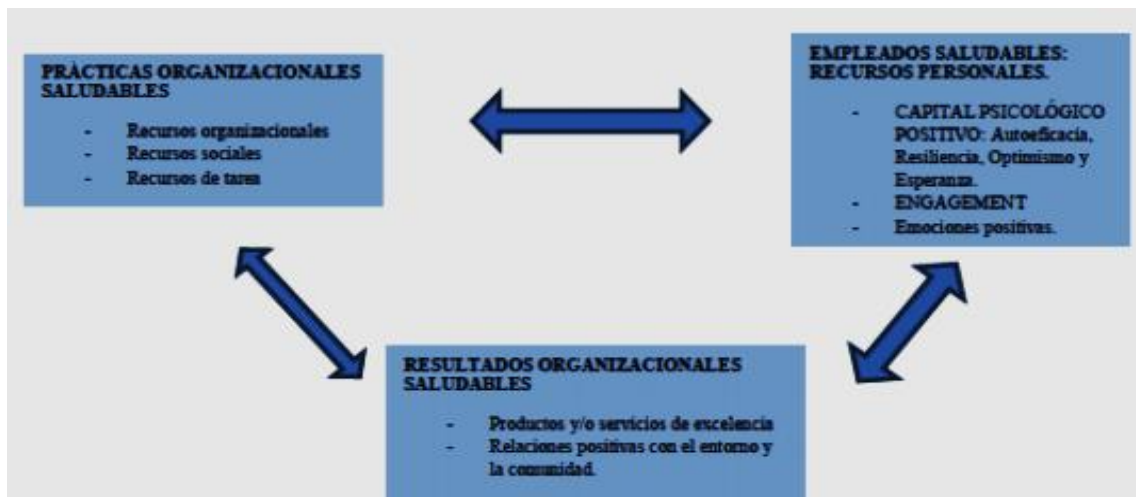 PRÀCTICAS ORGANIZACIONALES
SALUDABLES
- Recursos organizacionales
- Recursos sociales
- Recursos de tarea
EMPLEADOS SALUDABLES:
RECURSOS PERSONALES.
- CAPITAL PSICOLÓGICO
POSITIVO: Autoeficacia,
Resiliencia, Optimismo y
Esperanza.
- ENGAGEMENT
- Emociones positivas.
RESULTADOS ORGANIZACIONALES
SALUDABLES
- Productos y/o servicios de excelencia
- Relaciones positivas con el entorno y
la comunidad.